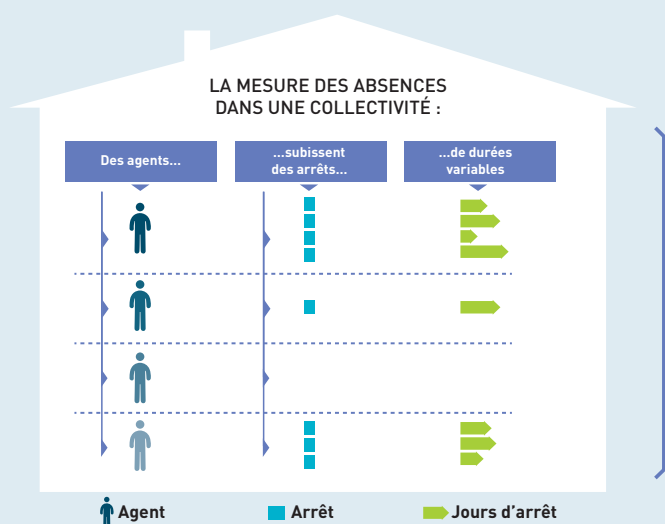 LA MESURE DES ABSENCES
DANS UNE COLLECTIVITÉ :
Des agents...
...subissent
des arrêts...
...de durées
variables
Agent
Arrêt
Jours d'arrêt